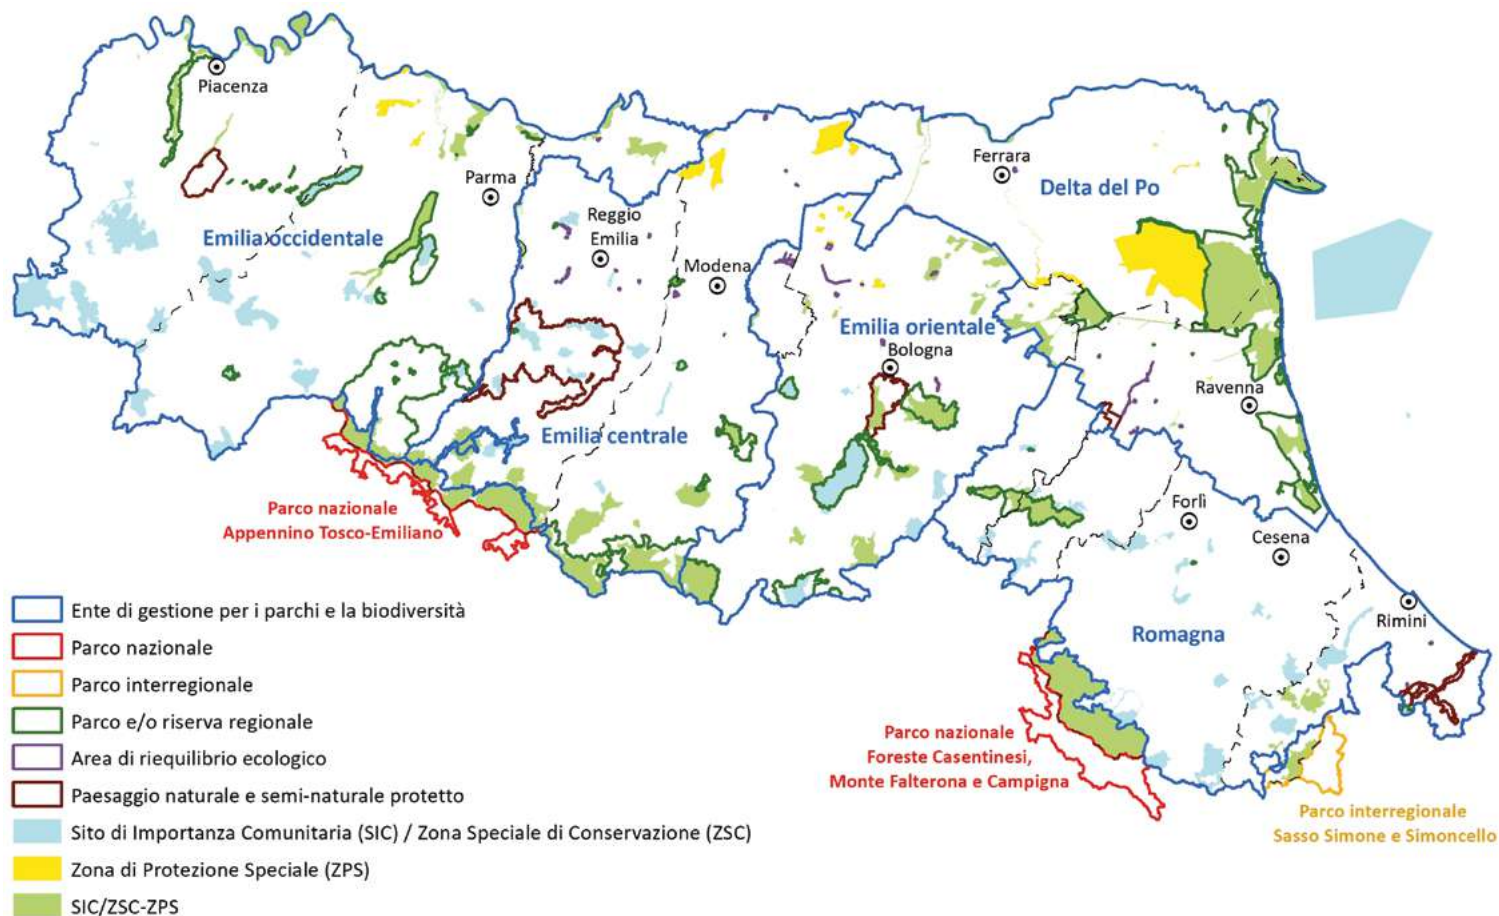 Piacenza
Parma
Ferrara
Delta del Po
Reggio
Emilia
Emilia occidentale
Modena
Emilia orientale
Bologna
Ravenna
Emilia centrale
Forlì
Cesena
Parco nazionale
Appennino Tosco-Emiliano
Rimini
Romagna
Parco nazionale
Foreste Casentinesi,
Monte Falterona e Campigna
Parco interregionale
Sasso Simone e Simoncello
Ente di gestione per i parchi e la biodiversità
Parco nazionale
Parco interregionale
Parco e/o riserva regionale
Area di riequilibrio ecologico
Paesaggio naturale e semi-naturale protetto
Sito di Importanza Comunitaria (SIC) / Zona Speciale di Conservazione (ZSC)
Zona di Protezione Speciale (ZPS)
SIC/ZSC-ZPS